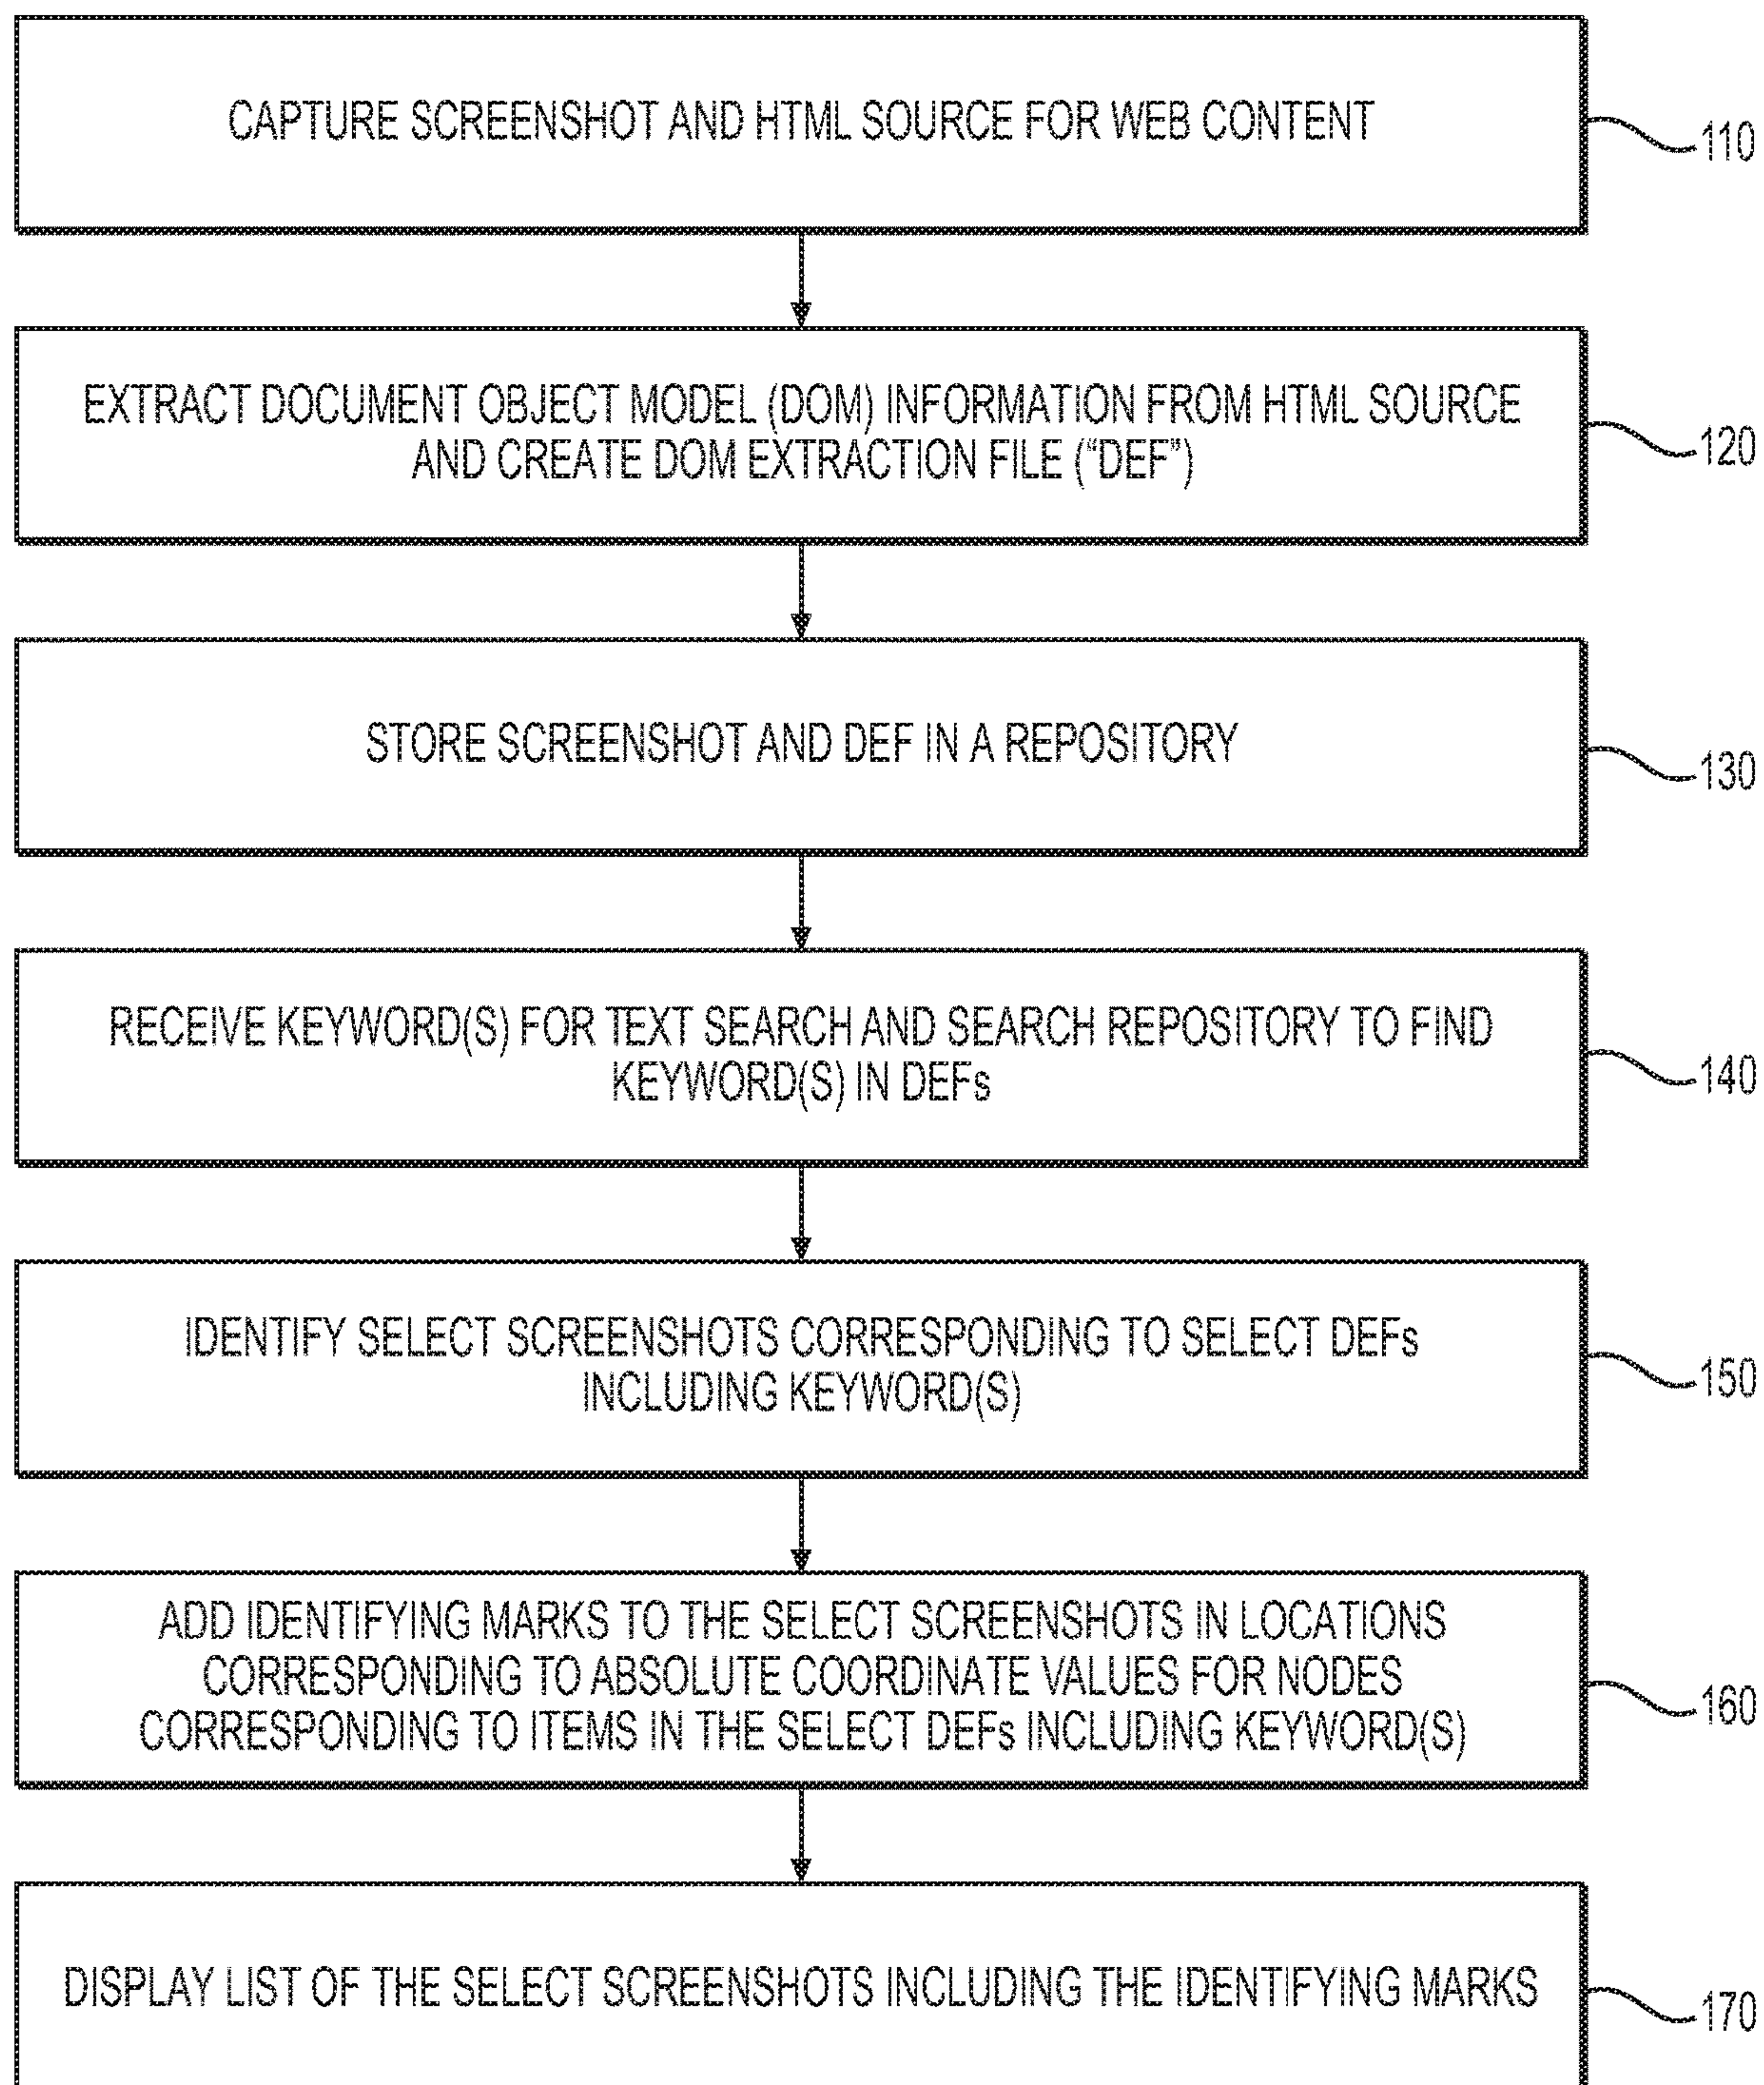 CAPTURE SCREENSHOT AND HTML SOURCE FOR WEB CONTENT
110
EXTRACT DOCUMENT OBJECT MODEL (DOM) INFORMATION FROM HTML SOURCE
AND CREATE DOM EXTRACTION FILE (“DEF”)
120
STORE SCREENSHOT AND DEF IN A REPOSITORY
130
RECEIVE KEYWORD(S) FOR TEXT SEARCH AND SEARCH REPOSITORY TO FIND
KEYWORD(S) IN DEFs
140
IDENTIFY SELECT SCREENSHOTS CORRESPONDING TO SELECT DEFs
INCLUDING KEYWORD(S)
150
ADD IDENTIFYING MARKS TO THE SELECT SCREENSHOTS IN LOCATIONS
CORRESPONDING TO ABSOLUTE COORDINATE VALUES FOR NODES
CORRESPONDING TO ITEMS IN THE SELECT DEFs INCLUDING KEYWORD(S)
160
DISPLAY LIST OF THE SELECT SCREENSHOTS INCLUDING THE IDENTIFYING MARKS
170